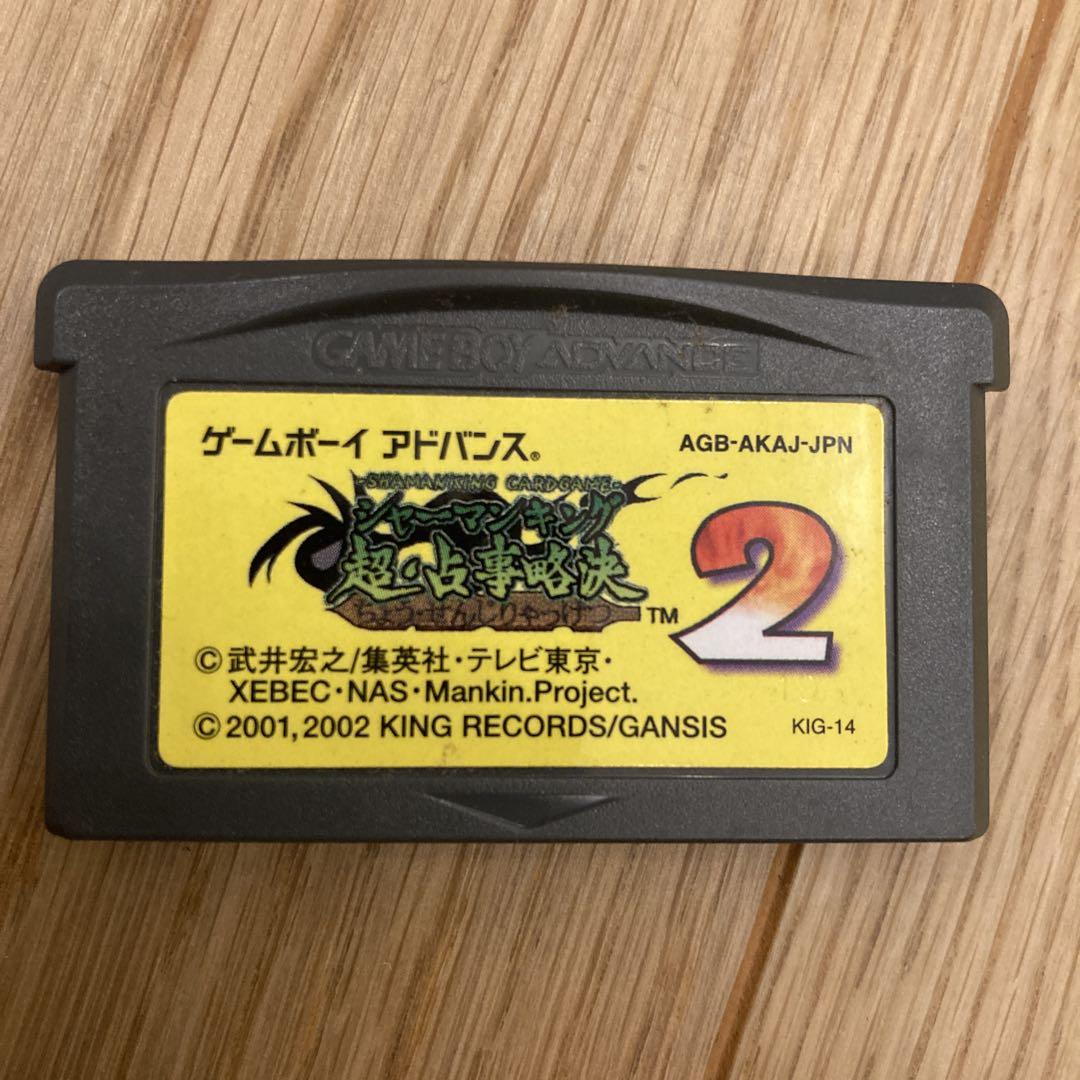 GAME BOY ADVANCE
ゲームボーイ アドバンス®
AGB-AKAJ-JPN
-SHAMANKING CARDGAME-
シャーマンキング
超・占事略決
ちょう・せんじりゃっけつ
TM
2
©武井宏之/集英社・テレビ東京・
XEBEC・NAS・Mankin.Project.
©2001,2002 KING RECORDS/GANSIS
KIG-14